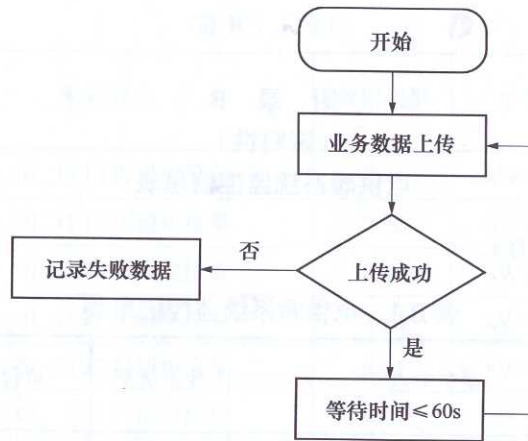 开始
业务数据上传
上传成功
否
记录失败数据
是
等待时间≤60s